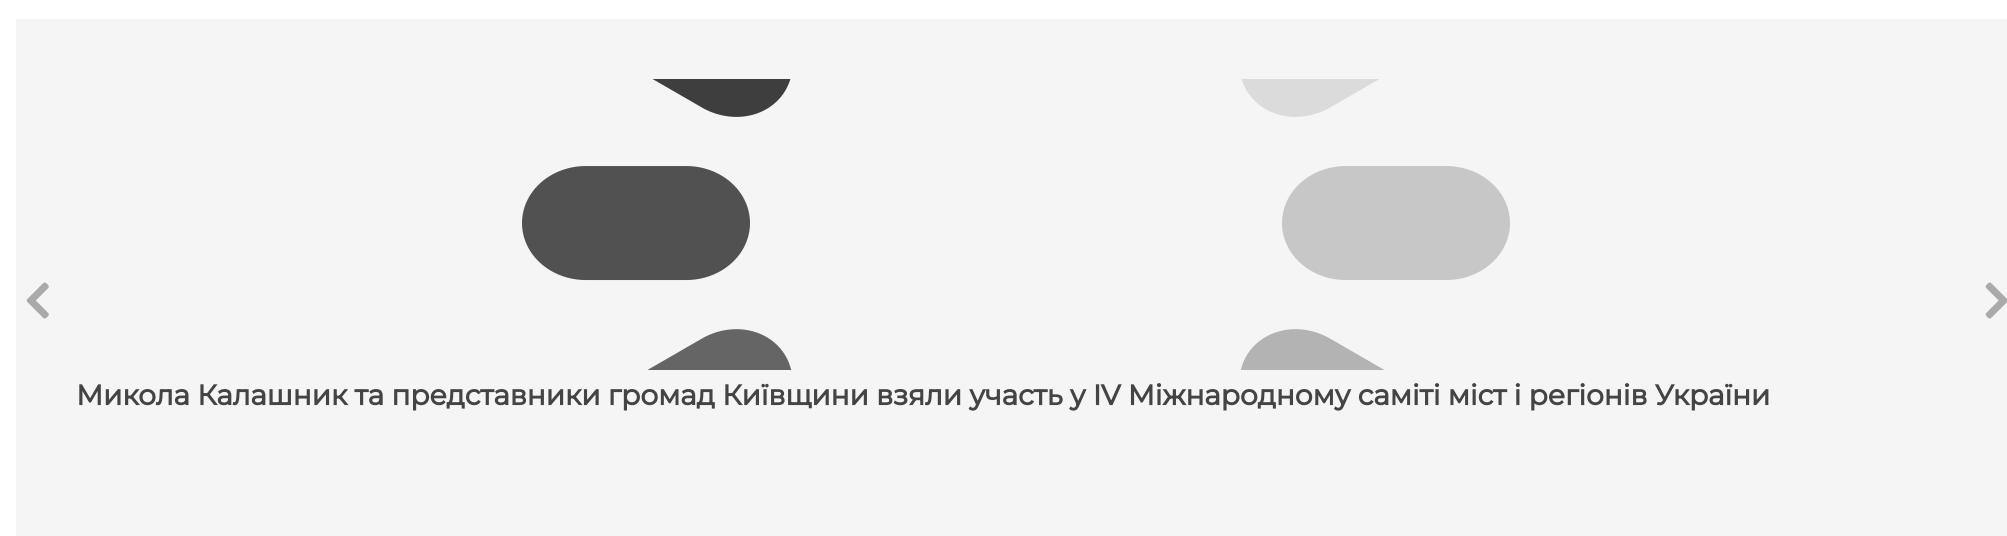 Микола Калашник та представники громад Київщини взяли участь у IV Міжнародному саміті міст і регіонів України